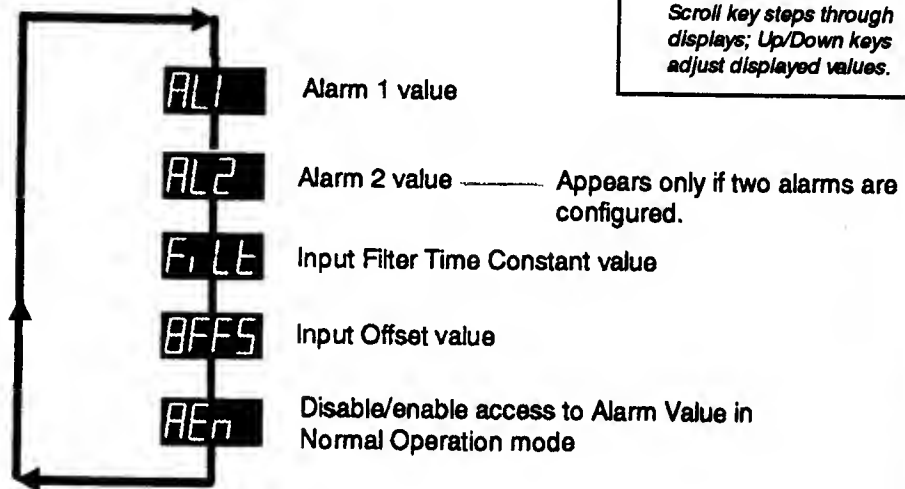 Scroll key steps through
displays; Up/Down keys
adjust displayed values.
AL1 Alarm 1 value
AL2 Alarm 2 value Appears only if two alarms are
configured.
FiLt Input Filter Time Constant value
OFFS Input Offset value
AEn Disable/enable access to Alarm Value in
Normal Operation mode